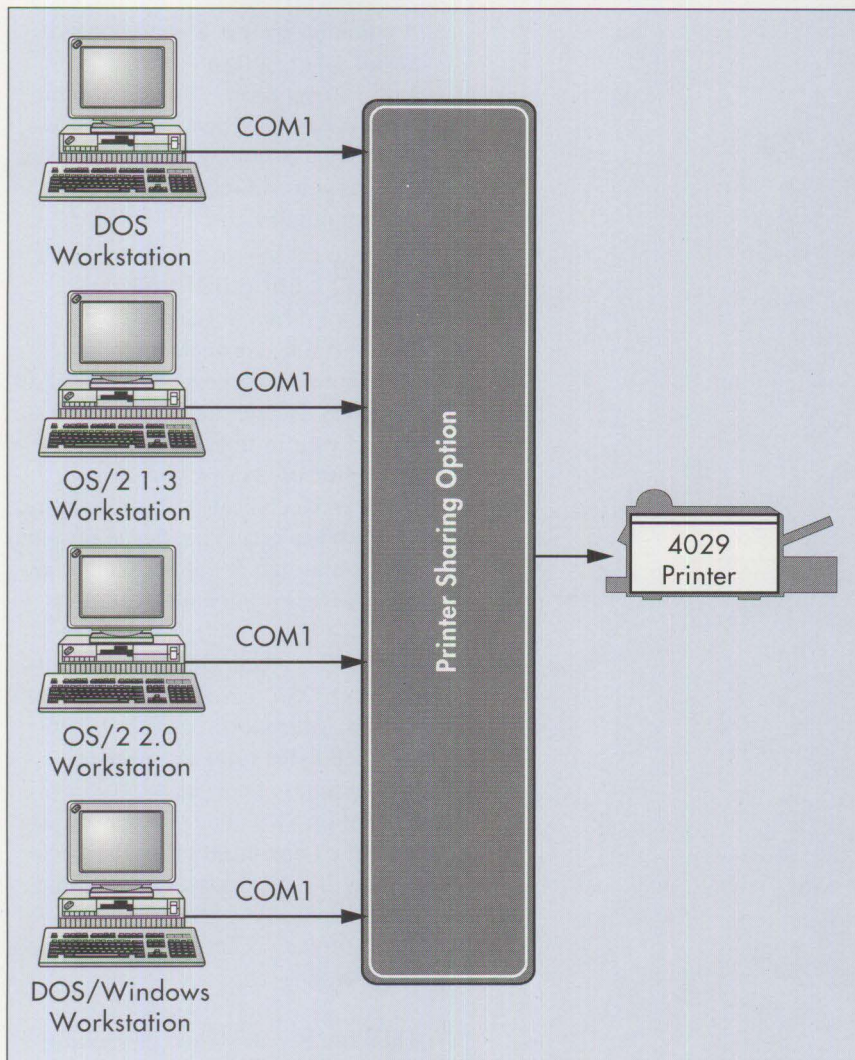 COM1
DOS
Workstation
COM1
OS/2 1.3
Workstation
COM1
OS/2 2.0
Workstation
COM1
DOS/Windows
Workstation
Printer Sharing Option
4029
Printer